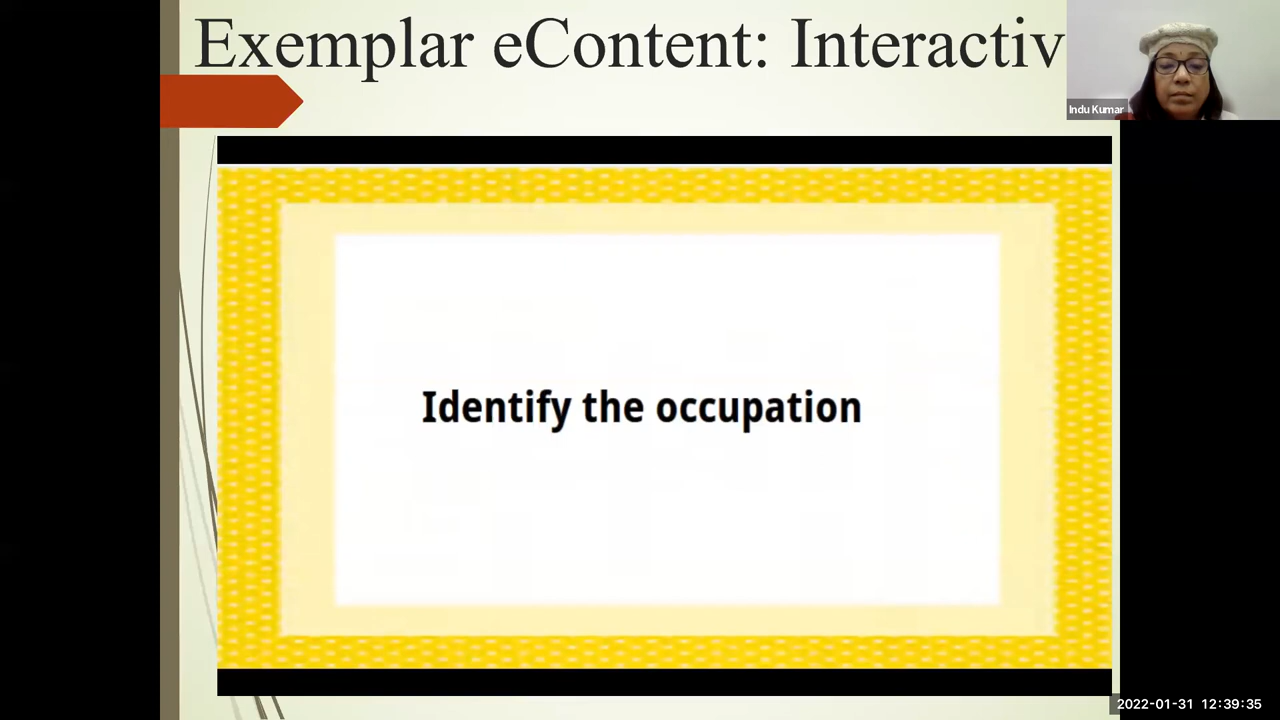 Exemplar eContent: Interactiv
Indu Kumar
Identify the occupation
2022-01-31 12:39:35